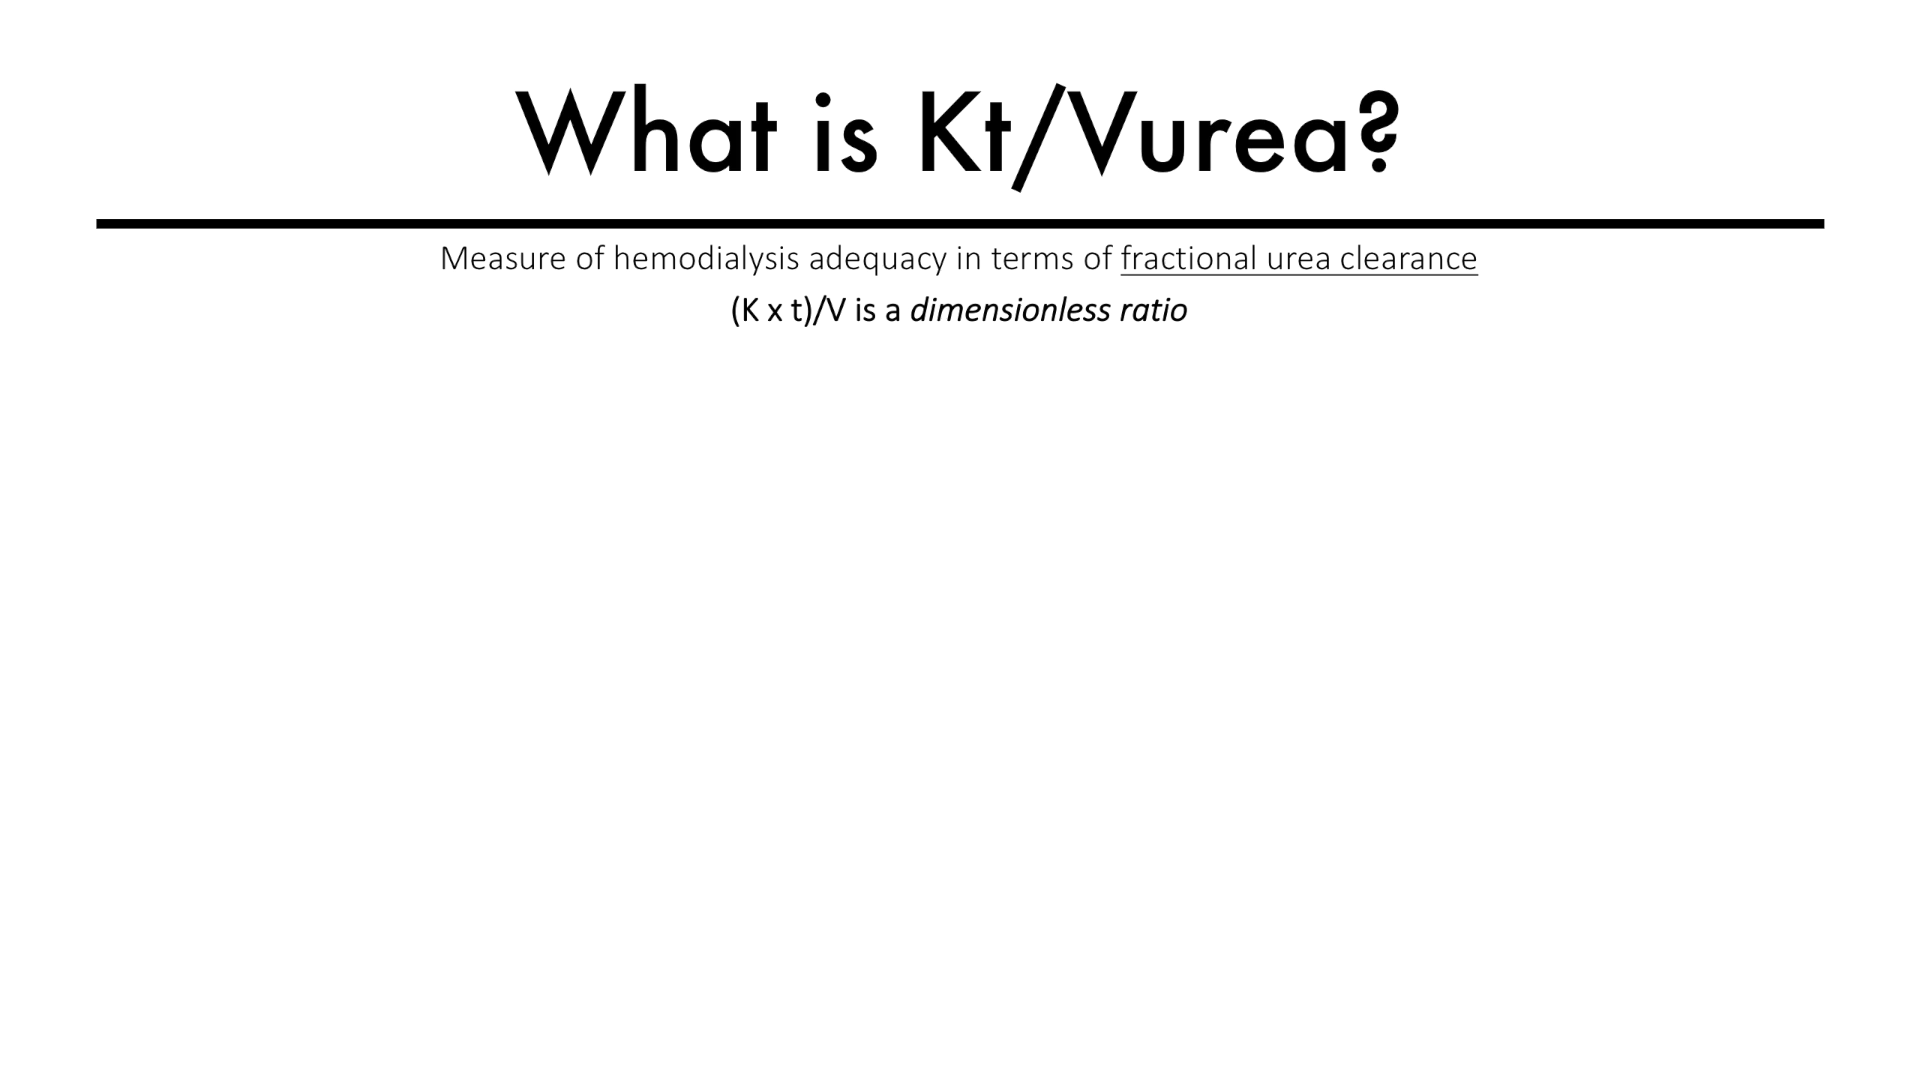 What is Kt/Vurea?
Measure of hemodialysis adequacy in terms of fractional urea clearance
(K x t)/V is a dimensionless ratio